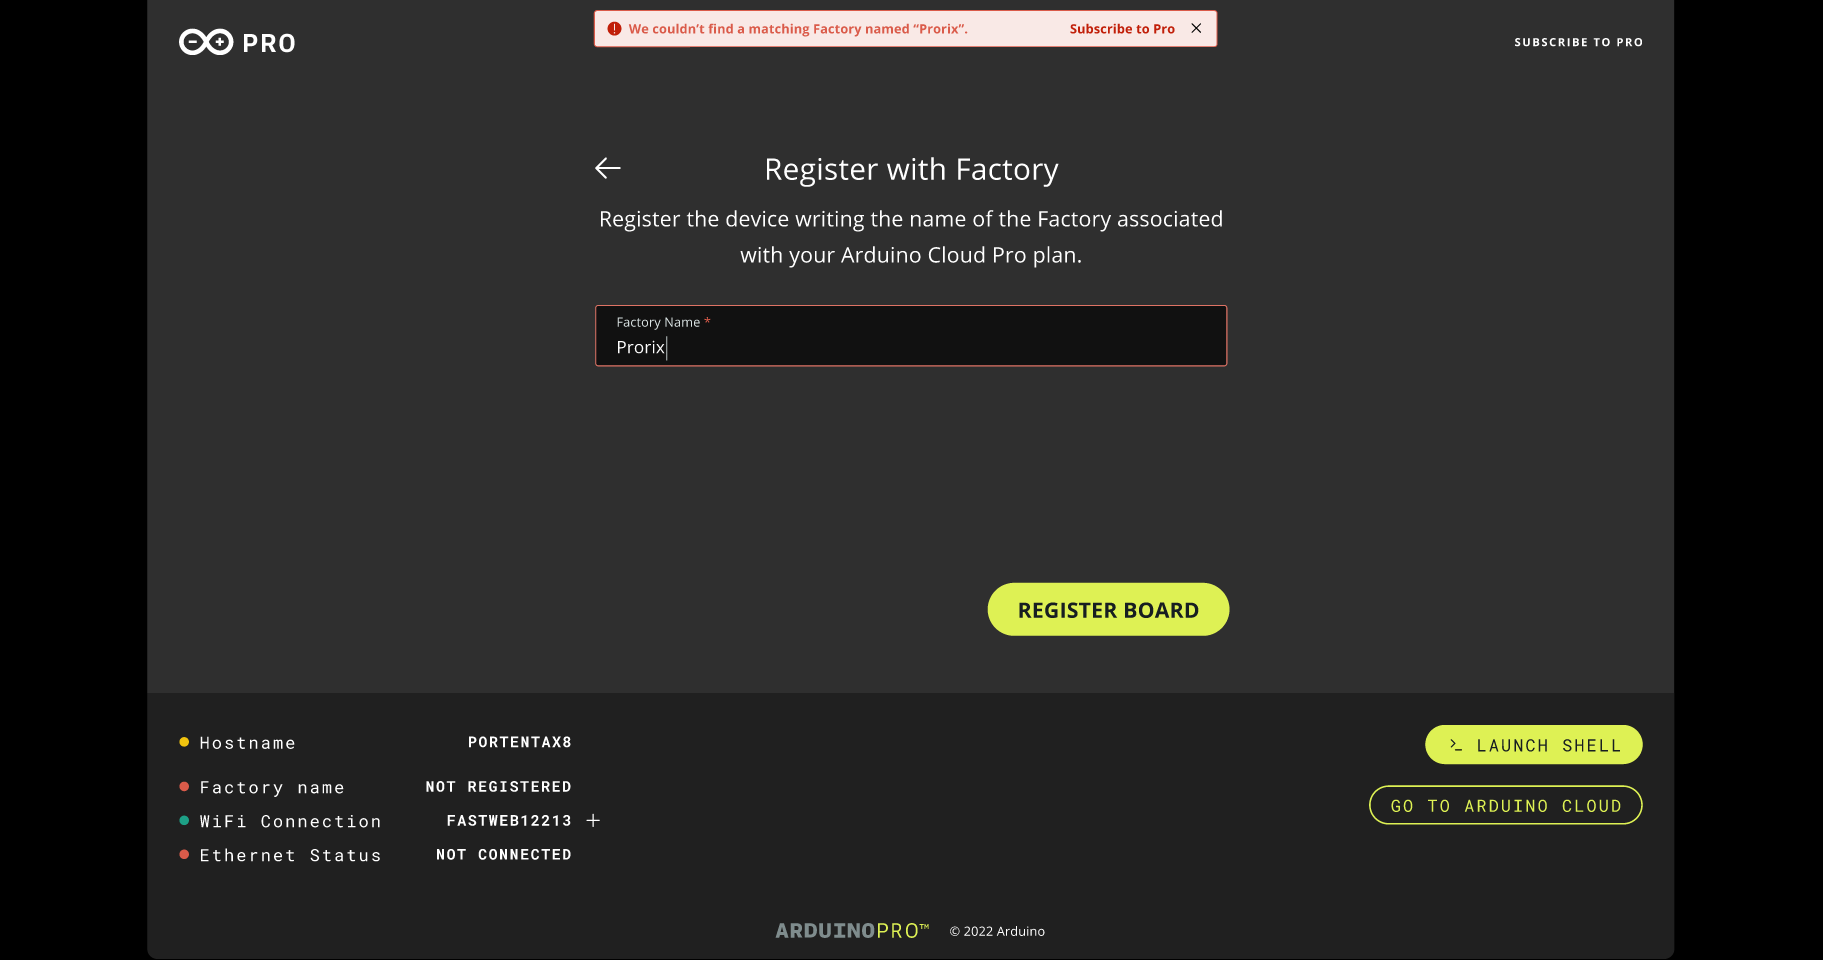 We couldn’t find a matching Factory named “Prorix”. Subscribe to Pro
PRO
SUBSCRIBE TO PRO
Register with Factory
Register the device writing the name of the Factory associated
with your Arduino Cloud Pro plan.
Factory Name *
Prorix
REGISTER BOARD
Hostname PORTENTAX8
Factory name NOT REGISTERED
WiFi Connection FASTWEB12213
Ethernet Status NOT CONNECTED
>_ LAUNCH SHELL
GO TO ARDUINO CLOUD
ARDUINOPRO™ © 2022 Arduino